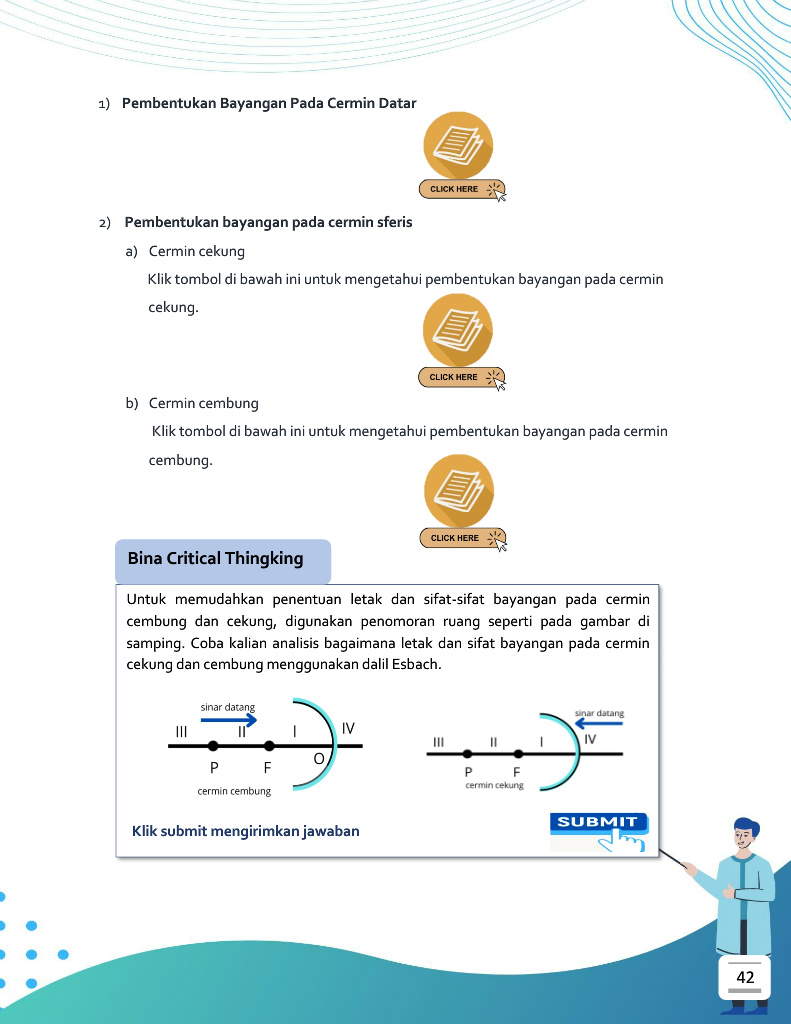 1) Pembentukan Bayangan Pada Cermin Datar
CLICK HERE
2) Pembentukan bayangan pada cermin sferis
a) Cermin cekung
Klik tombol di bawah ini untuk mengetahui pembentukan bayangan pada cermin
cekung.
CLICK HERE
b) Cermin cembung
Klik tombol di bawah ini untuk mengetahui pembentukan bayangan pada cermin
cembung.
CLICK HERE
Bina Critical Thingking
Untuk memudahkan penentuan letak dan sifat-sifat bayangan pada cermin
cembung dan cekung, digunakan penomoran ruang seperti pada gambar di
samping. Coba kalian analisis bagaimana letak dan sifat bayangan pada cermin
cekung dan cembung menggunakan dalil Esbach.
sinar datang
III II I IV
P F O
cermin cembung
sinar datang
III II I IV
P F
cermin cekung
Klik submit mengirimkan jawaban
SUBMIT
42